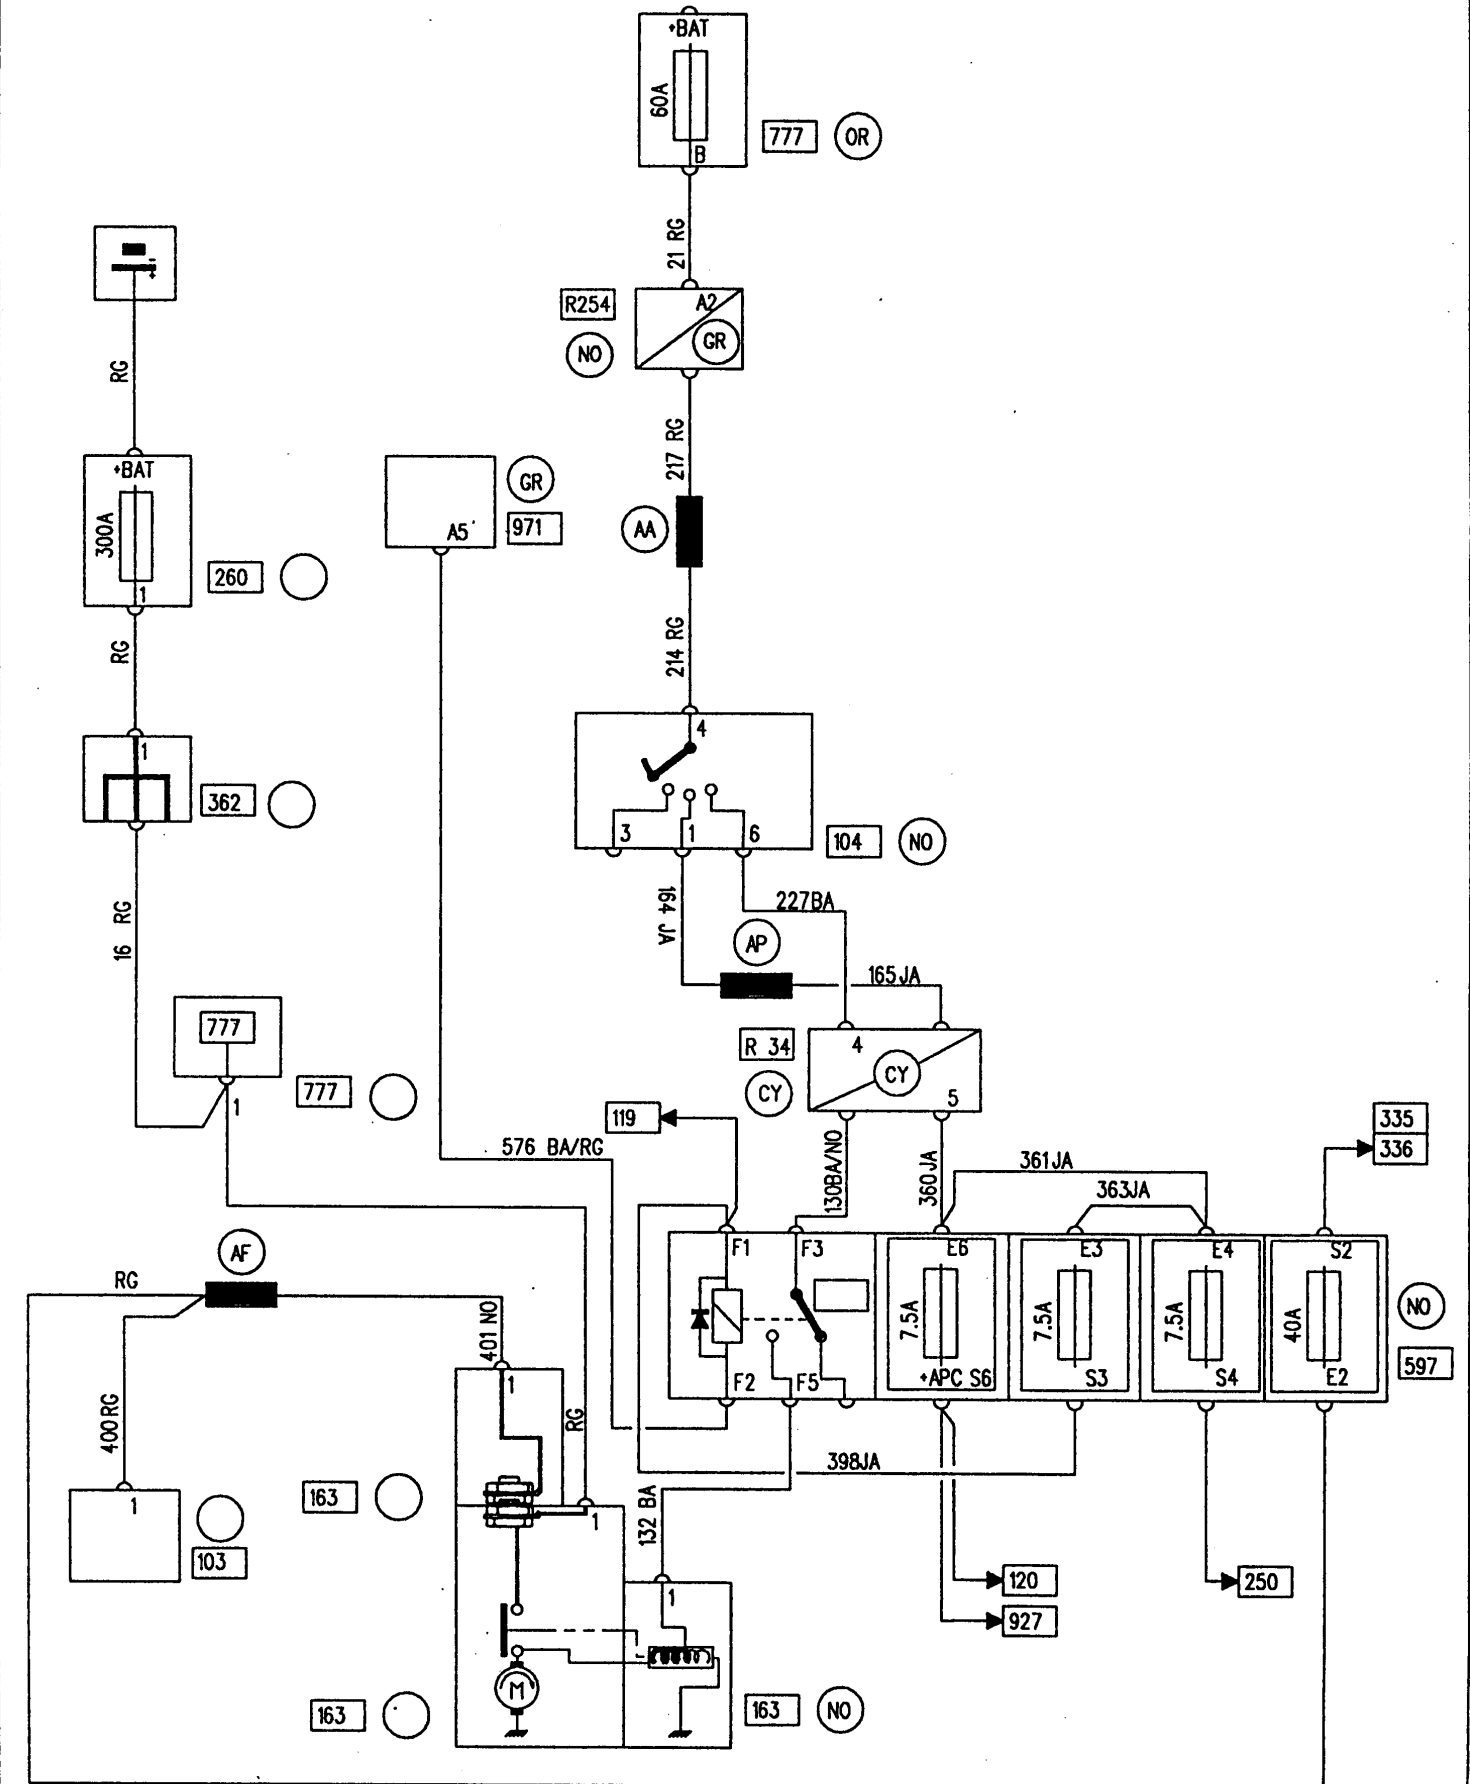 +BAT
60A
B
777
OR
21 RG
R254
A2
GR
NO
-
+
RG
217 RG
+BAT
300A
1
260
GR
971
A5
AA
RG
214 RG
1
362
4
3
1
6
104
NO
16 RG
164 JA
227BA
AP
165JA
777
777
1
R 34
4
CY
CY
5
119
335
336
576 BA/RG
130BA/NO
360JA
361JA
363JA
AF
RG
F1
F3
E6
E3
E4
S2
401 NO
7.5A
7.5A
7.5A
40A
NO
597
F2
F5
+APC S6
S3
S4
E2
1
RG
400RG
398JA
1
163
1
132 BA
103
1
120
250
927
M
163
163
NO